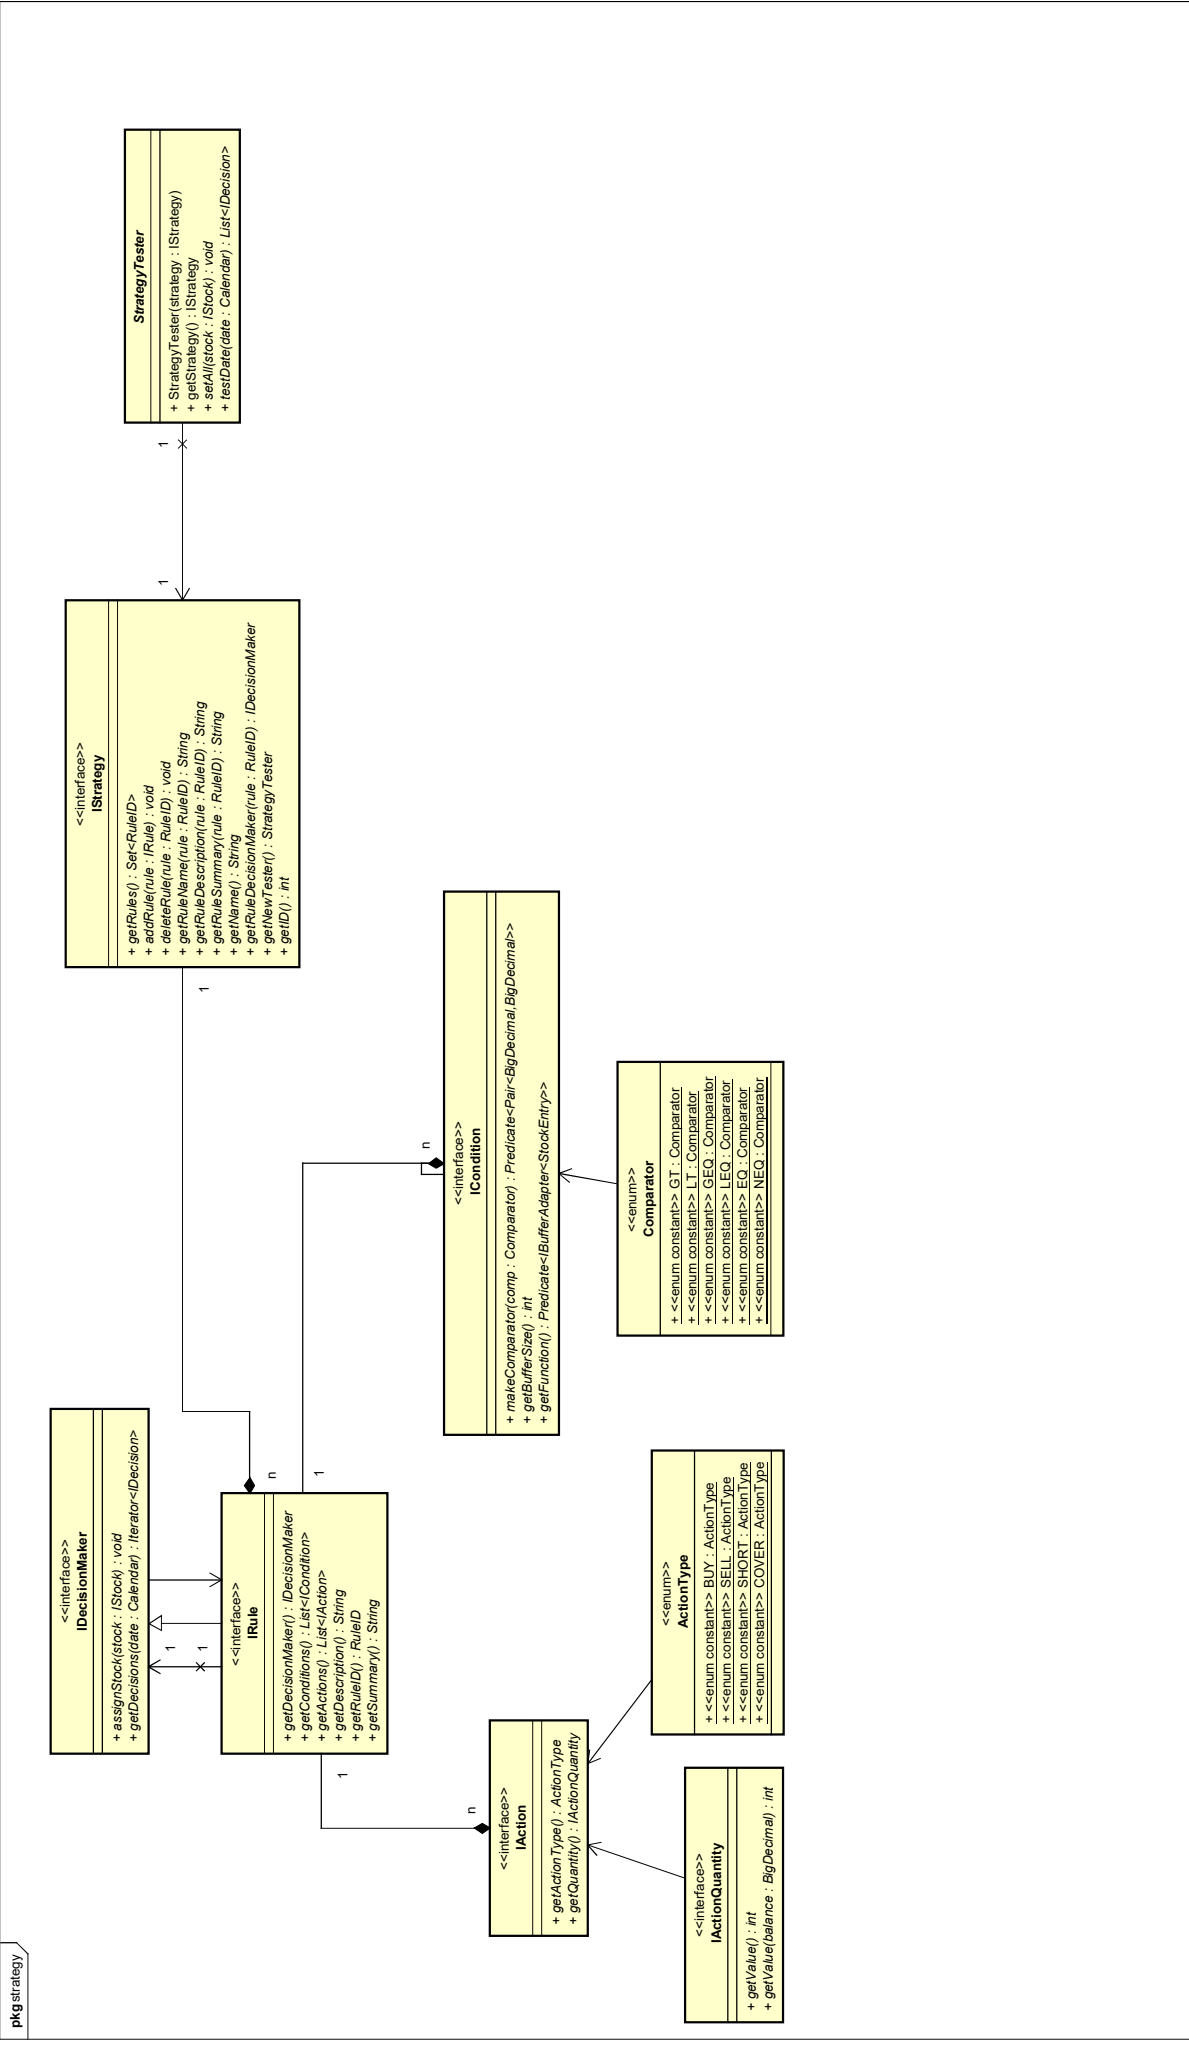 pkg strategy
<<interface>>
IDecisionMaker
+ assignStock(stock : IStock) : void
+ getDecisions(date : Calendar) : Iterator<IDecision>
<<interface>>
IStrategy
+ getRules() : Set<RuleID>
+ addRule(rule : IRule) : void
+ deleteRule(rule : RuleID) : void
+ getRuleName(rule : RuleID) : String
+ getRuleDescription(rule : RuleID) : String
+ getRuleSummary(rule : RuleID) : String
+ getName() : String
+ getRuleDecisionMaker(rule : RuleID) : IDecisionMaker
+ getNewTester() : StrategyTester
+ getID() : int
StrategyTester
+ StrategyTester(strategy : IStrategy)
+ getStrategy() : IStrategy
+ setAll(stock : IStock) : void
+ testDate(date : Calendar) : List<IDecision>
1
1
1
1
1
n
<<interface>>
IRule
+ getDecisionMaker() : IDecisionMaker
+ getConditions() : List<ICondition>
+ getActions() : List<IAction>
+ getDescription() : String
+ getRuleID() : RuleID
+ getSummary() : String
1
1
n
n
<<interface>>
IAction
+ getActionType() : ActionType
+ getQuantity() : IActionQuantity
<<interface>>
ICondition
+ makeComparator(comp : Comparator) : Predicate<Pair<BigDecimal,BigDecimal>>
+ getBufferSize() : int
+ getFunction() : Predicate<IBufferAdapter<StockEntry>>
<<interface>>
IActionQuantity
+ getValue() : int
+ getValue(balance : BigDecimal) : int
<<enum>>
ActionType
+ <<enum constant>> BUY : ActionType
+ <<enum constant>> SELL : ActionType
+ <<enum constant>> SHORT : ActionType
+ <<enum constant>> COVER : ActionType
<<enum>>
Comparator
+ <<enum constant>> GT : Comparator
+ <<enum constant>> LT : Comparator
+ <<enum constant>> GEQ : Comparator
+ <<enum constant>> LEQ : Comparator
+ <<enum constant>> EQ : Comparator
+ <<enum constant>> NEQ : Comparator